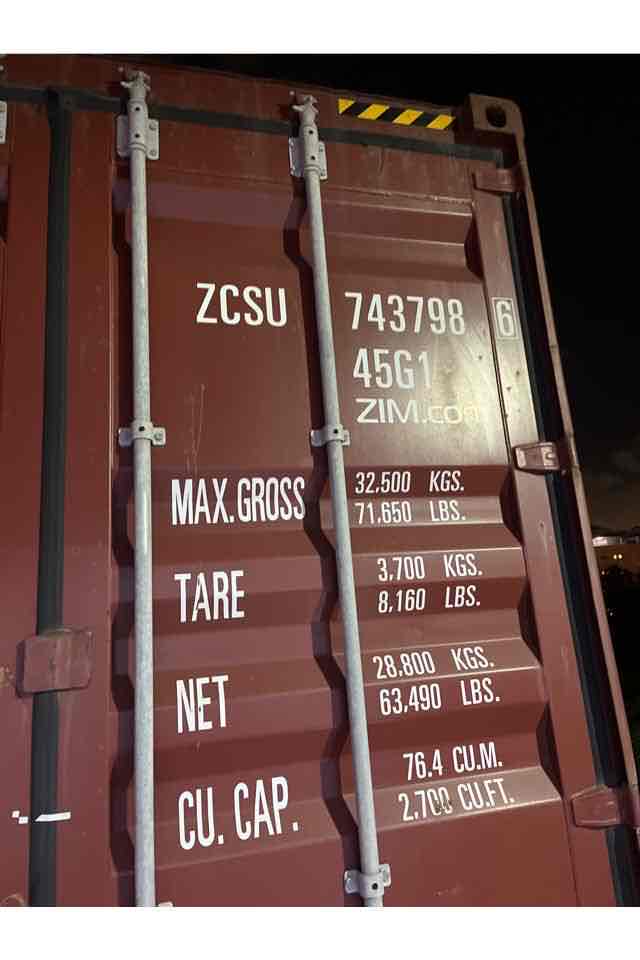 ZCSU 743798 6
45G1
ZIM.com
MAX.GROSS 32,500 KGS.
71,650 LBS.
TARE 3,700 KGS.
8,160 LBS.
NET 28,800 KGS.
63,490 LBS.
CU. CAP. 76.4 CU.M.
2,700 CU.FT.